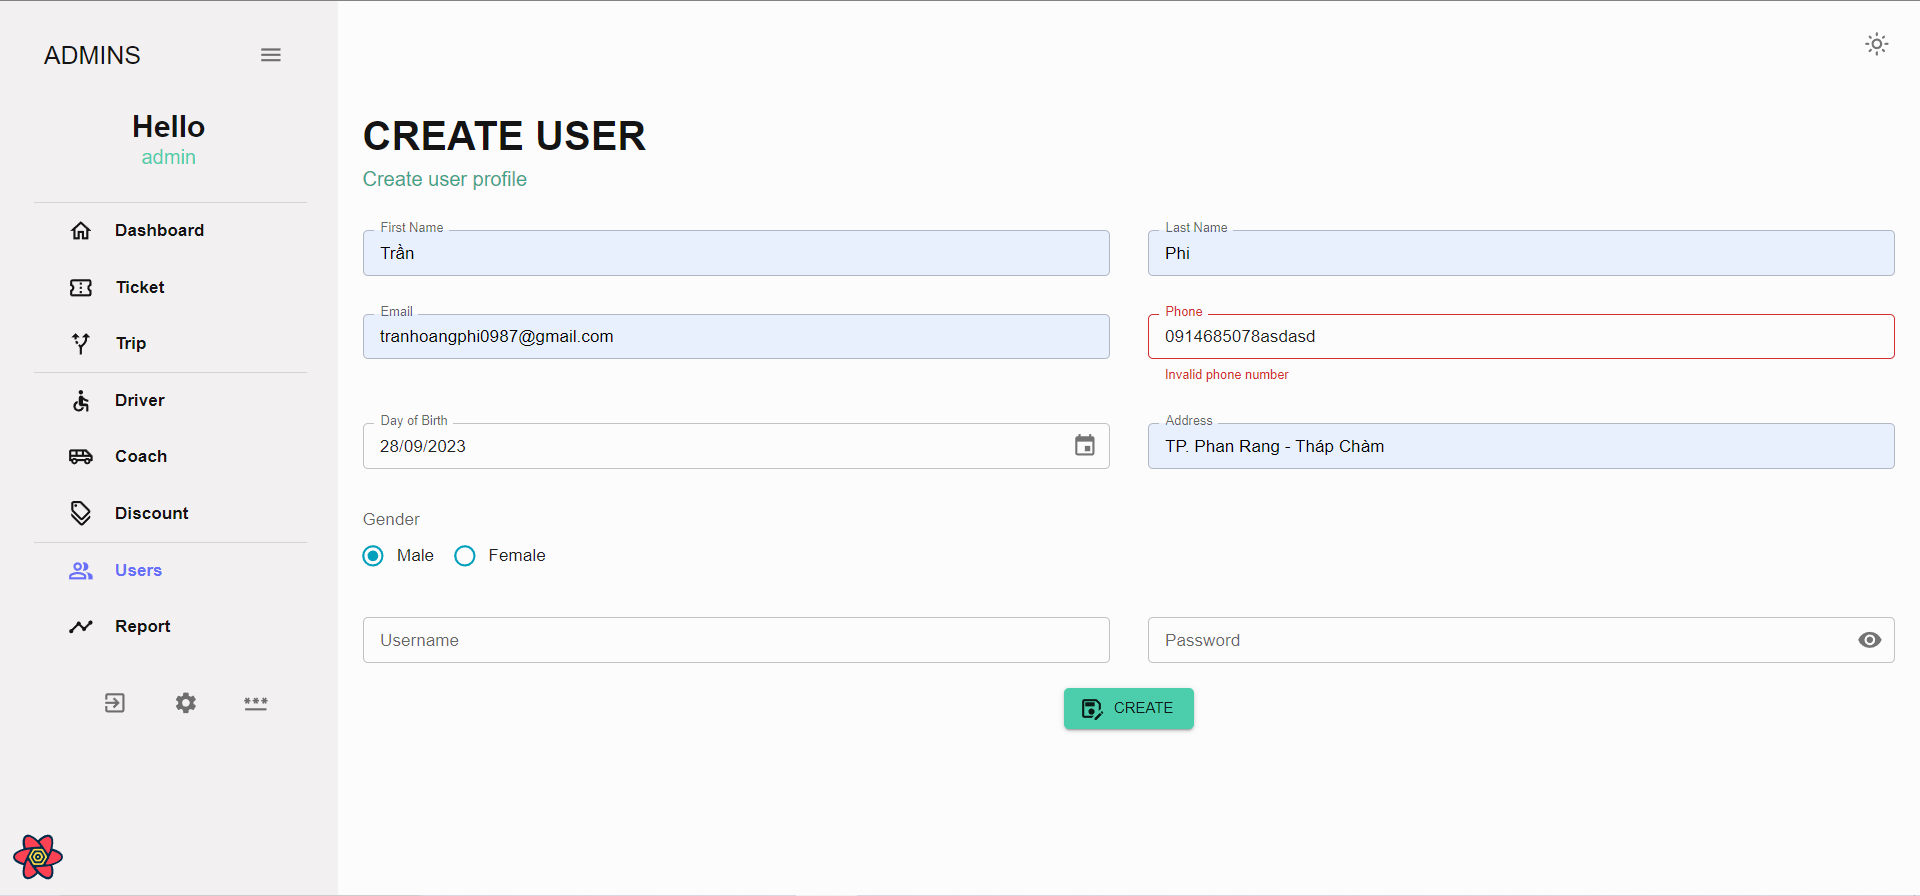 ADMINS
Hello
admin
Dashboard
Ticket
Trip
Driver
Coach
Discount
Users
Report
CREATE USER
Create user profile
First Name
Trần
Last Name
Phi
Email
tranhoangphi0987@gmail.com
Phone
0914685078asdasd
Invalid phone number
Day of Birth
28/09/2023
Address
TP. Phan Rang - Tháp Chàm
Gender
Male
Female
Username
Password
CREATE